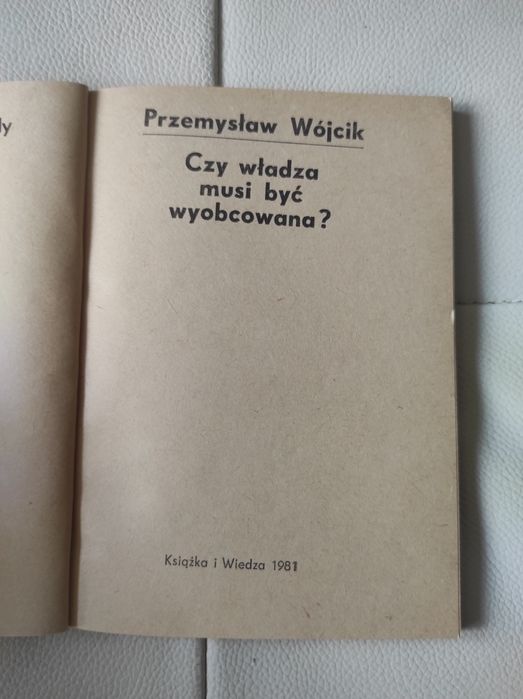 Przemysław Wójcik
Czy władza
musi być
wyobcowana?
Książka i Wiedza 1981